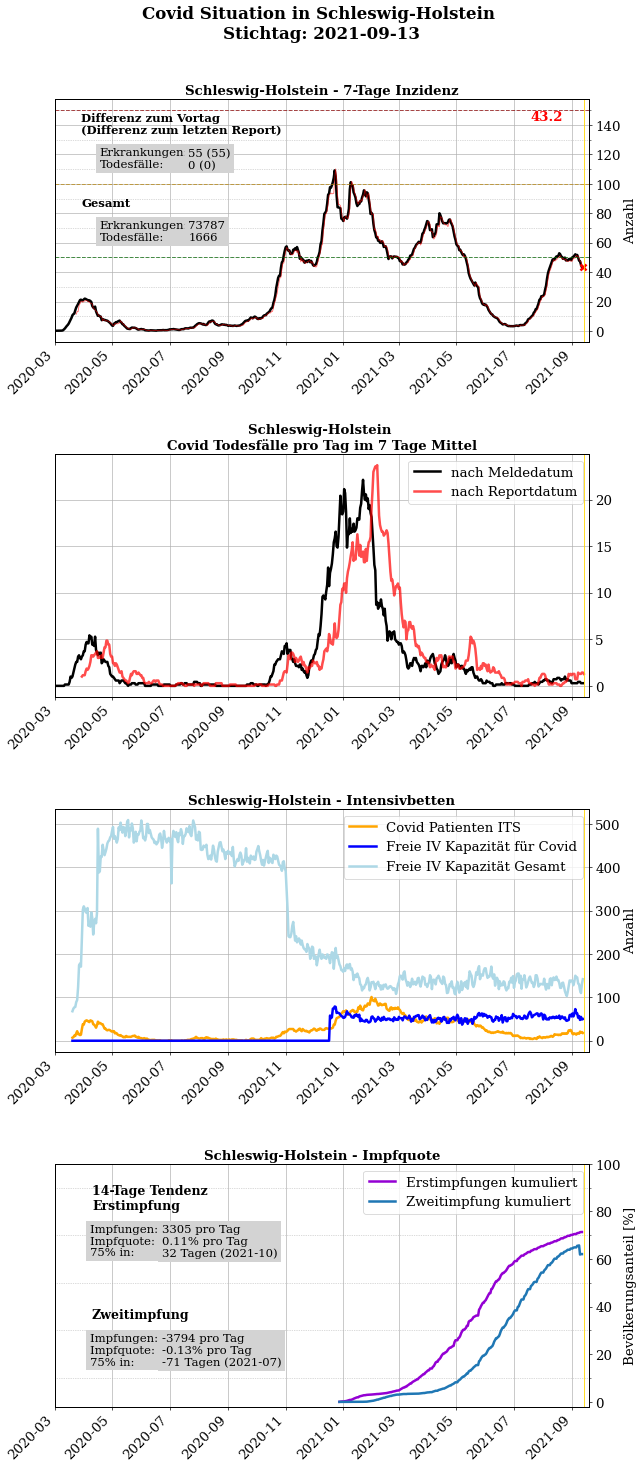 Covid Situation in Schleswig-Holstein
Stichtag: 2021-09-13
Schleswig-Holstein - 7-Tage Inzidenz
Differenz zum Vortag
(Differenz zum letzten Report)
Erkrankungen 55 (55)
Todesfälle: 0 (0)
Gesamt
Erkrankungen 73787
Todesfälle: 1666
43.2
140
120
100
80
60
40
20
0
Anzahl
2020-03
2020-05
2020-07
2020-09
2020-11
2021-01
2021-03
2021-05
2021-07
2021-09
Schleswig-Holstein
Covid Todesfälle pro Tag im 7 Tage Mittel
nach Meldedatum
nach Reportdatum
20
15
10
5
0
2020-03
2020-05
2020-07
2020-09
2020-11
2021-01
2021-03
2021-05
2021-07
2021-09
Schleswig-Holstein - Intensivbetten
Covid Patienten ITS
Freie IV Kapazität für Covid
Freie IV Kapazität Gesamt
500
400
300
200
100
0
Anzahl
2020-03
2020-05
2020-07
2020-09
2020-11
2021-01
2021-03
2021-05
2021-07
2021-09
Schleswig-Holstein - Impfquote
14-Tage Tendenz
Erstimpfung
Impfungen: 3305 pro Tag
Impfquote: 0.11% pro Tag
75% in: 32 Tagen (2021-10)
Zweitimpfung
Impfungen: -3794 pro Tag
Impfquote: -0.13% pro Tag
75% in: -71 Tagen (2021-07)
Erstimpfungen kumuliert
Zweitimpfung kumuliert
100
80
60
40
20
0
Bevölkerungsanteil [%]
2020-03
2020-05
2020-07
2020-09
2020-11
2021-01
2021-03
2021-05
2021-07
2021-09